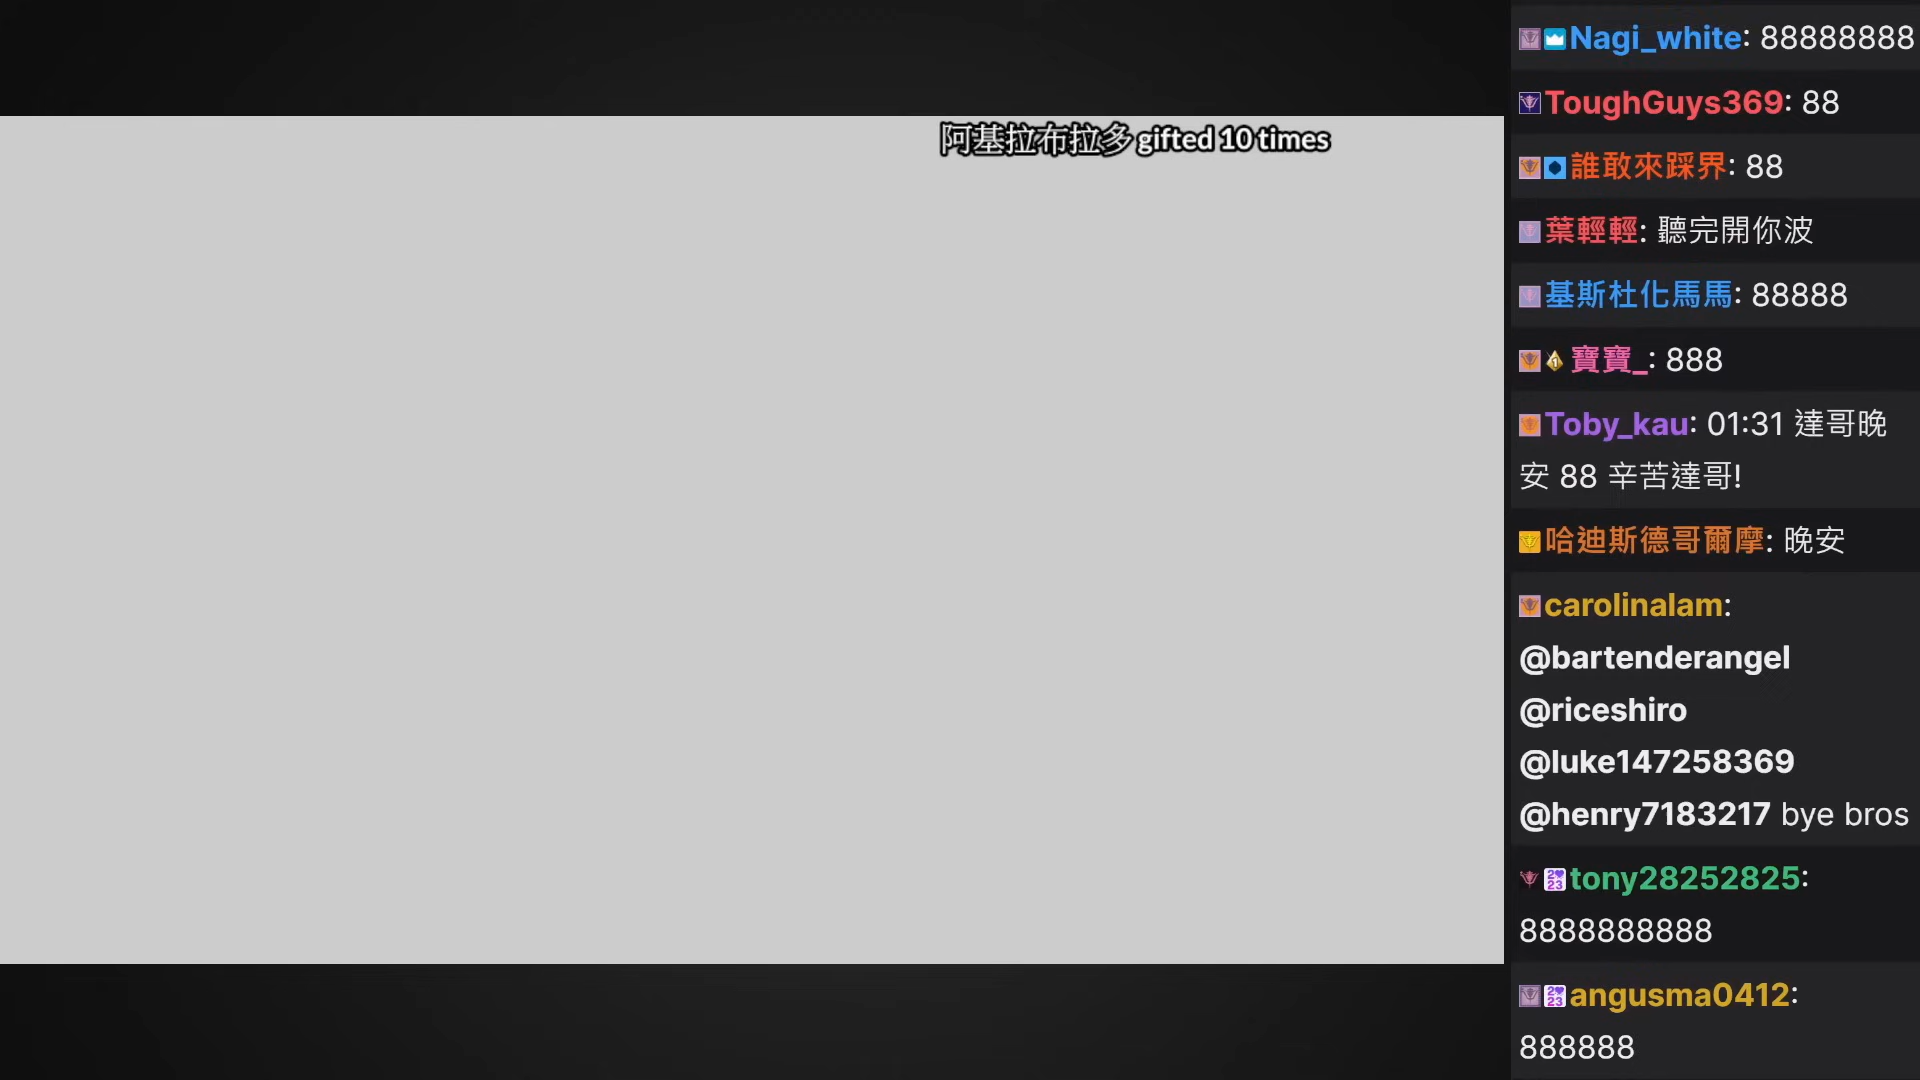 阿基拉布拉多 gifted 10 times
Nagi_white: 88888888
ToughGuys369: 88
誰敢來踩界: 88
葉輕輕: 聽完開你波
基斯杜化馬馬: 88888
寶寶_: 888
Toby_kau: 01:31 達哥晚
安 88 辛苦達哥!
哈迪斯德哥爾摩: 晚安
carolinalam:
@bartenderangel
@riceshiro
@luke147258369
@henry7183217 bye bros
tony28252825:
8888888888
angusma0412:
888888